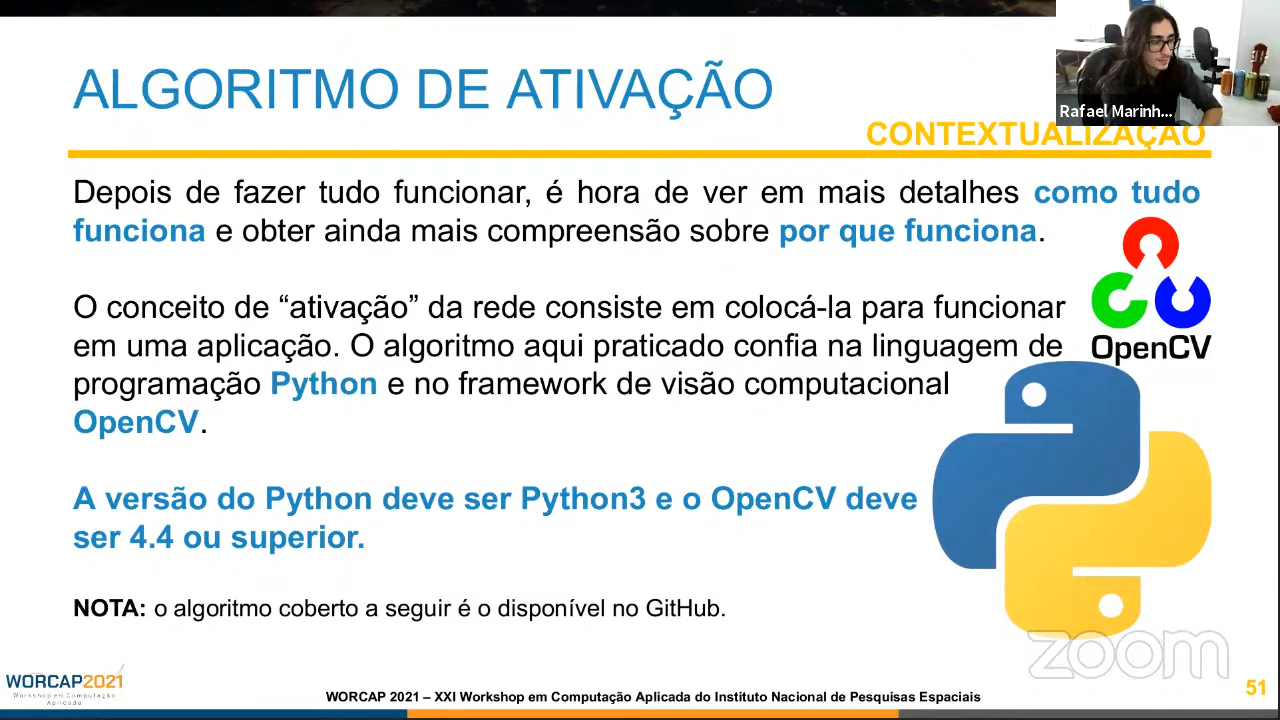 ALGORITMO DE ATIVAÇÃO
Rafael Marinh...
CONTEXTUALIZAÇÃO
Depois de fazer tudo funcionar, é hora de ver em mais detalhes como tudo
funciona e obter ainda mais compreensão sobre por que funciona.
O conceito de “ativação” da rede consiste em colocá-la para funcionar
em uma aplicação. O algoritmo aqui praticado confia na linguagem de
programação Python e no framework de visão computacional
OpenCV.
OpenCV
A versão do Python deve ser Python3 e o OpenCV deve
ser 4.4 ou superior.
NOTA: o algoritmo coberto a seguir é o disponível no GitHub.
zoom
WORCAP2021
Workshop em Computação
Aplicada
WORCAP 2021 – XXI Workshop em Computação Aplicada do Instituto Nacional de Pesquisas Espaciais
51